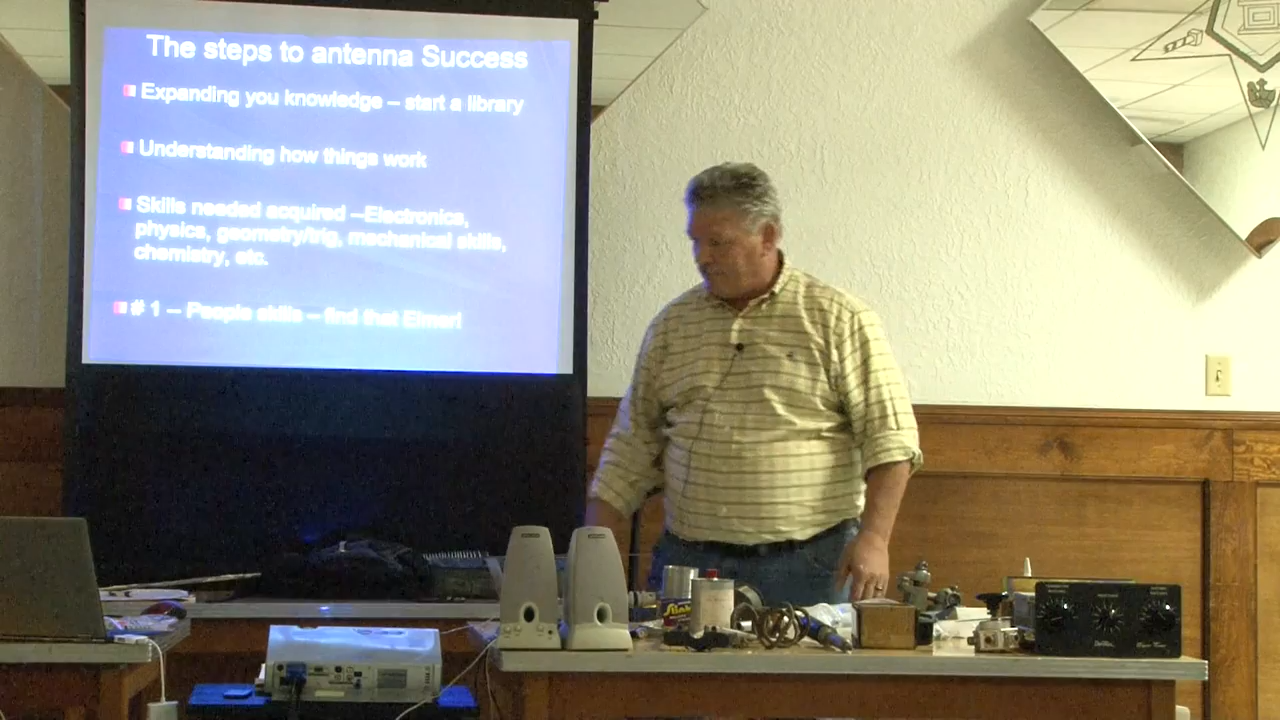 The steps to antenna Success
Expanding you knowledge – start a library
Understanding how things work
Skills needed acquired –Electronics,
physics, geometry/trig, mechanical skills,
chemistry, etc.
# 1 – People skills – find that Elmer!